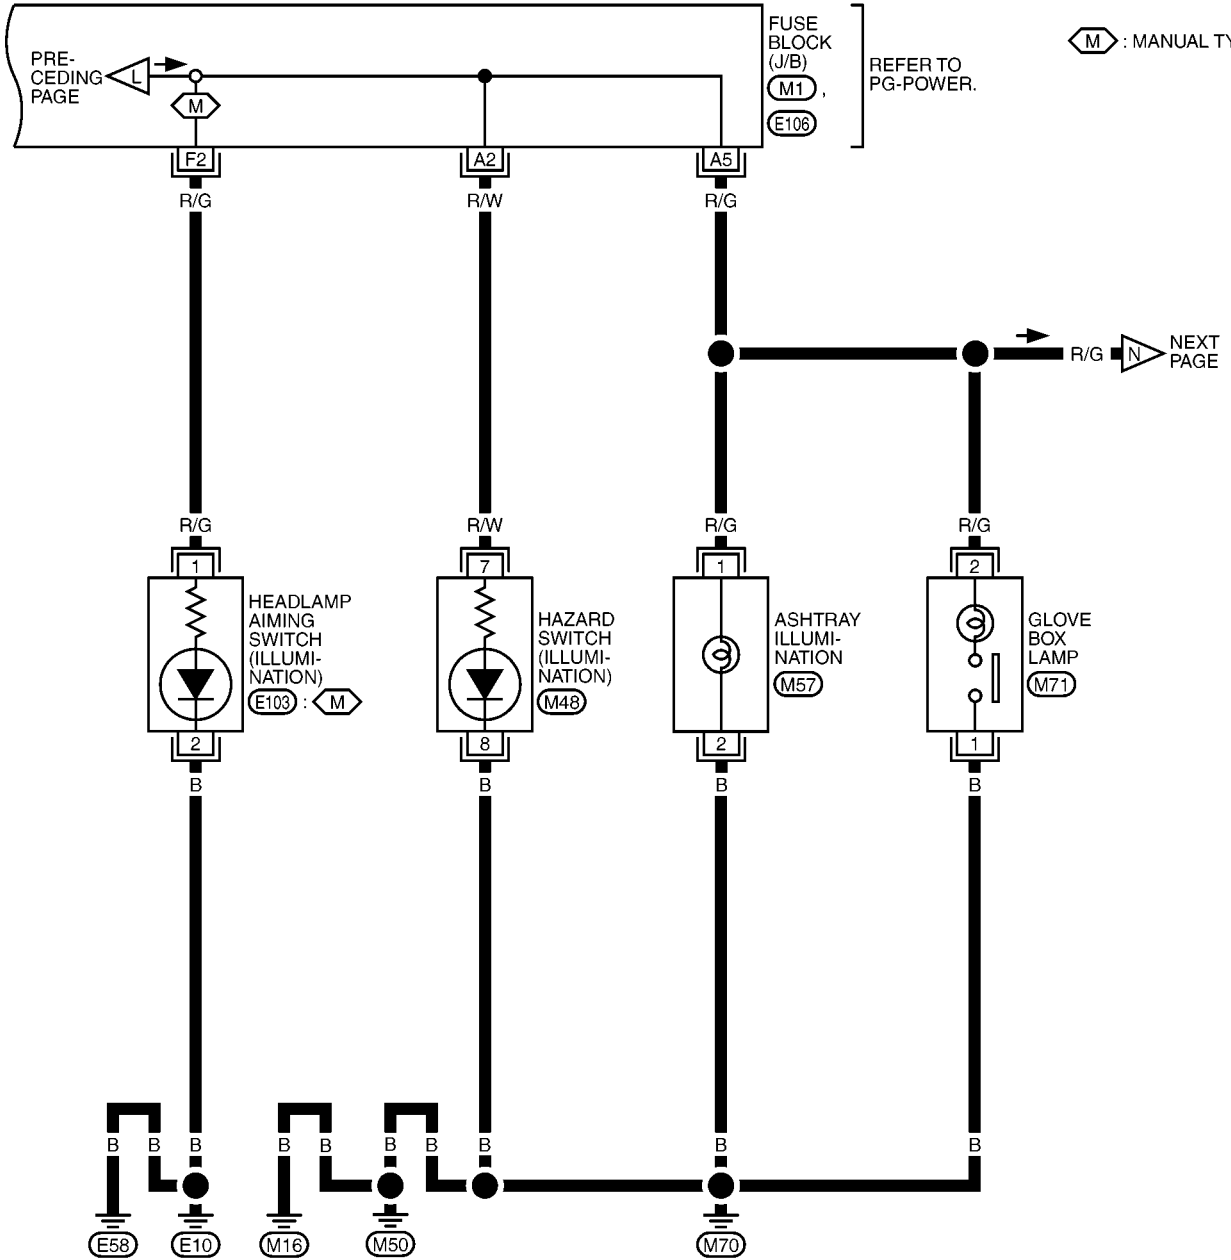 PRE-
CEDING
PAGE
L
M
FUSE
BLOCK
(J/B)
M1 ,
E106
REFER TO
PG-POWER.
M : MANUAL TY
F2
A2
A5
R/G
R/W
R/G
R/G
N
NEXT
PAGE
R/G
R/W
R/G
R/G
1
7
1
2
HEADLAMP
AIMING
SWITCH
(ILLUMI-
NATION)
E103 : M
HAZARD
SWITCH
(ILLUMI-
NATION)
M48
ASHTRAY
ILLUMI-
NATION
M57
GLOVE
BOX
LAMP
M71
2
8
2
1
B
B
B
B
B
B
B
B
B
B
B
B
B
B
E58
E10
M16
M50
M70